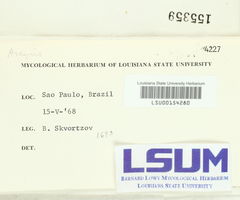 155359
4227
MYCOLOGICAL HERBARIUM OF LOUISIANA STATE UNIVERSITY
LOC. Sao Paulo, Brazil
Louisiana State University Herbarium
LSU00154280
15-V-'68
LEG. B. Skvortzov
DET.
LSUM
BERNARD LOWY MYCOLOGICAL HERBARIUM
LOUISIANA STATE UNIVERSITY